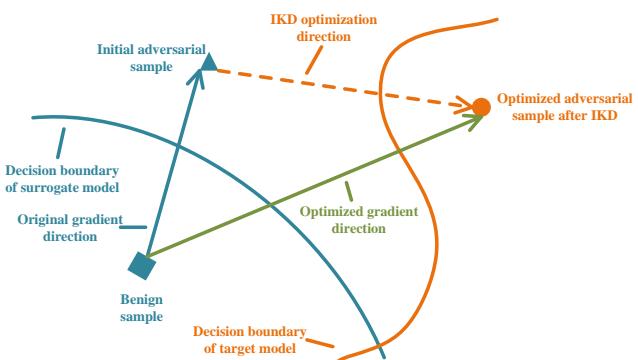 IKD optimization
direction
Initial adversarial
sample
Optimized adversarial
sample after IKD
Decision boundary
of surrogate model
Original gradient
direction
Optimized gradient
direction
Benign
sample
Decision boundary
of target model